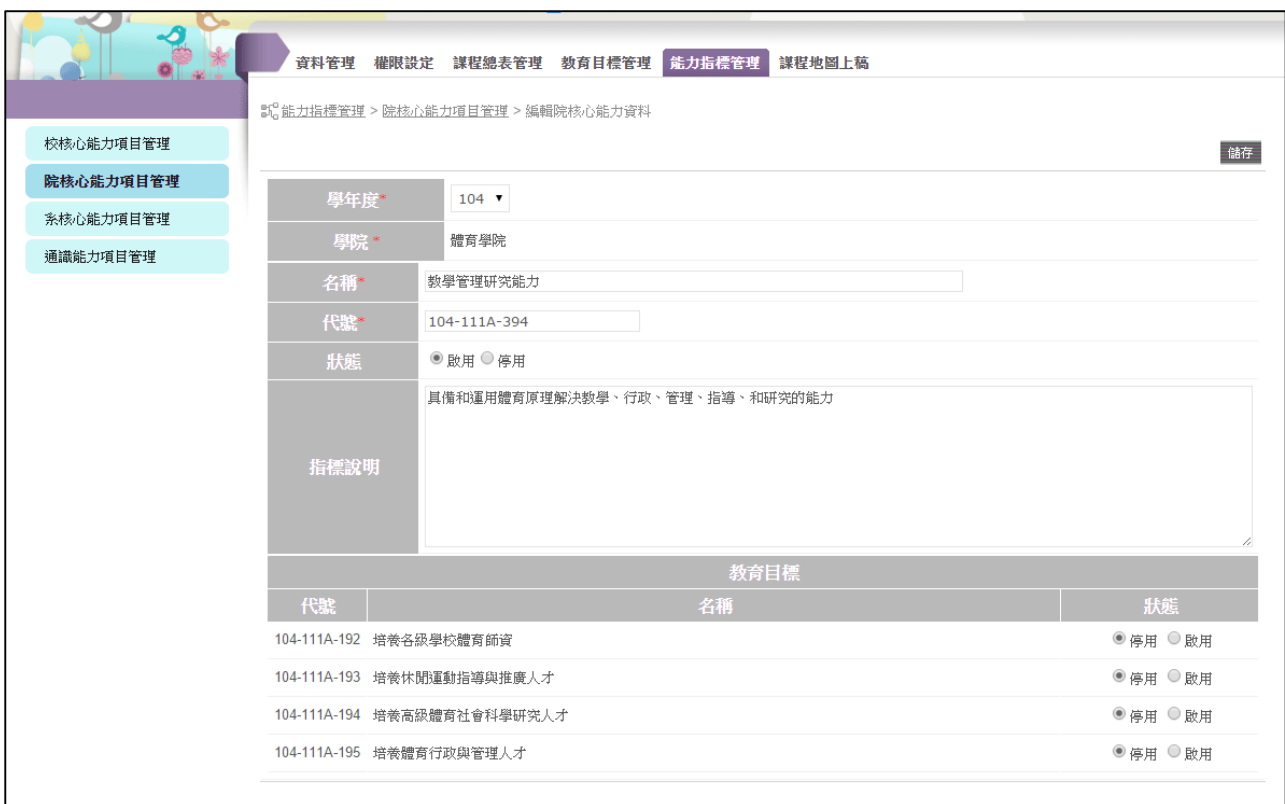 資料管理 權限設定 課程總表管理 教育目標管理 能力指標管理 課程地圖上稿
能力指標管理 > 院核心能力項目管理 > 編輯院核心能力資料
校核心能力項目管理
院核心能力項目管理
系核心能力項目管理
通識能力項目管理
儲存
學年度* 104
學院 * 體育學院
名稱* 教學管理研究能力
代號* 104-111A-394
狀態 啟用 停用
指標說明 具備和運用體育原理解決教學、行政、管理、指導、和研究的能力
教育目標
代號 名稱 狀態
104-111A-192 培養各級學校體育師資 停用 啟用
104-111A-193 培養休閒運動指導與推廣人才 停用 啟用
104-111A-194 培養高級體育社會科學研究人才 停用 啟用
104-111A-195 培養體育行政與管理人才 停用 啟用